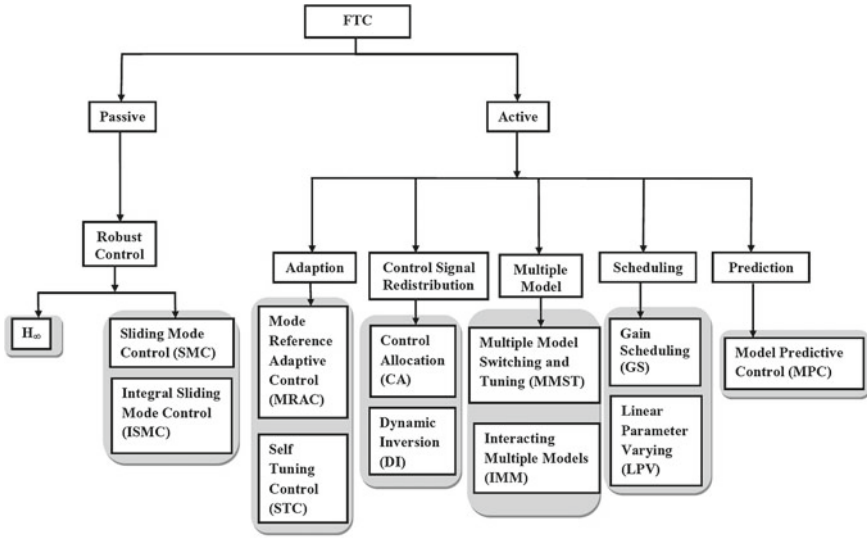 FTC
Passive
Active
Robust
Control
Adaption
Control Signal
Redistribution
Multiple
Model
Scheduling
Prediction
H∞
Sliding Mode
Control (SMC)
Integral Sliding
Mode Control
(ISMC)
Mode
Reference
Adaptive
Control
(MRAC)
Self
Tuning
Control
(STC)
Control
Allocation
(CA)
Dynamic
Inversion
(DI)
Multiple Model
Switching and
Tuning (MMST)
Interacting
Multiple Models
(IMM)
Gain
Scheduling
(GS)
Linear
Parameter
Varying
(LPV)
Model Predictive
Control (MPC)